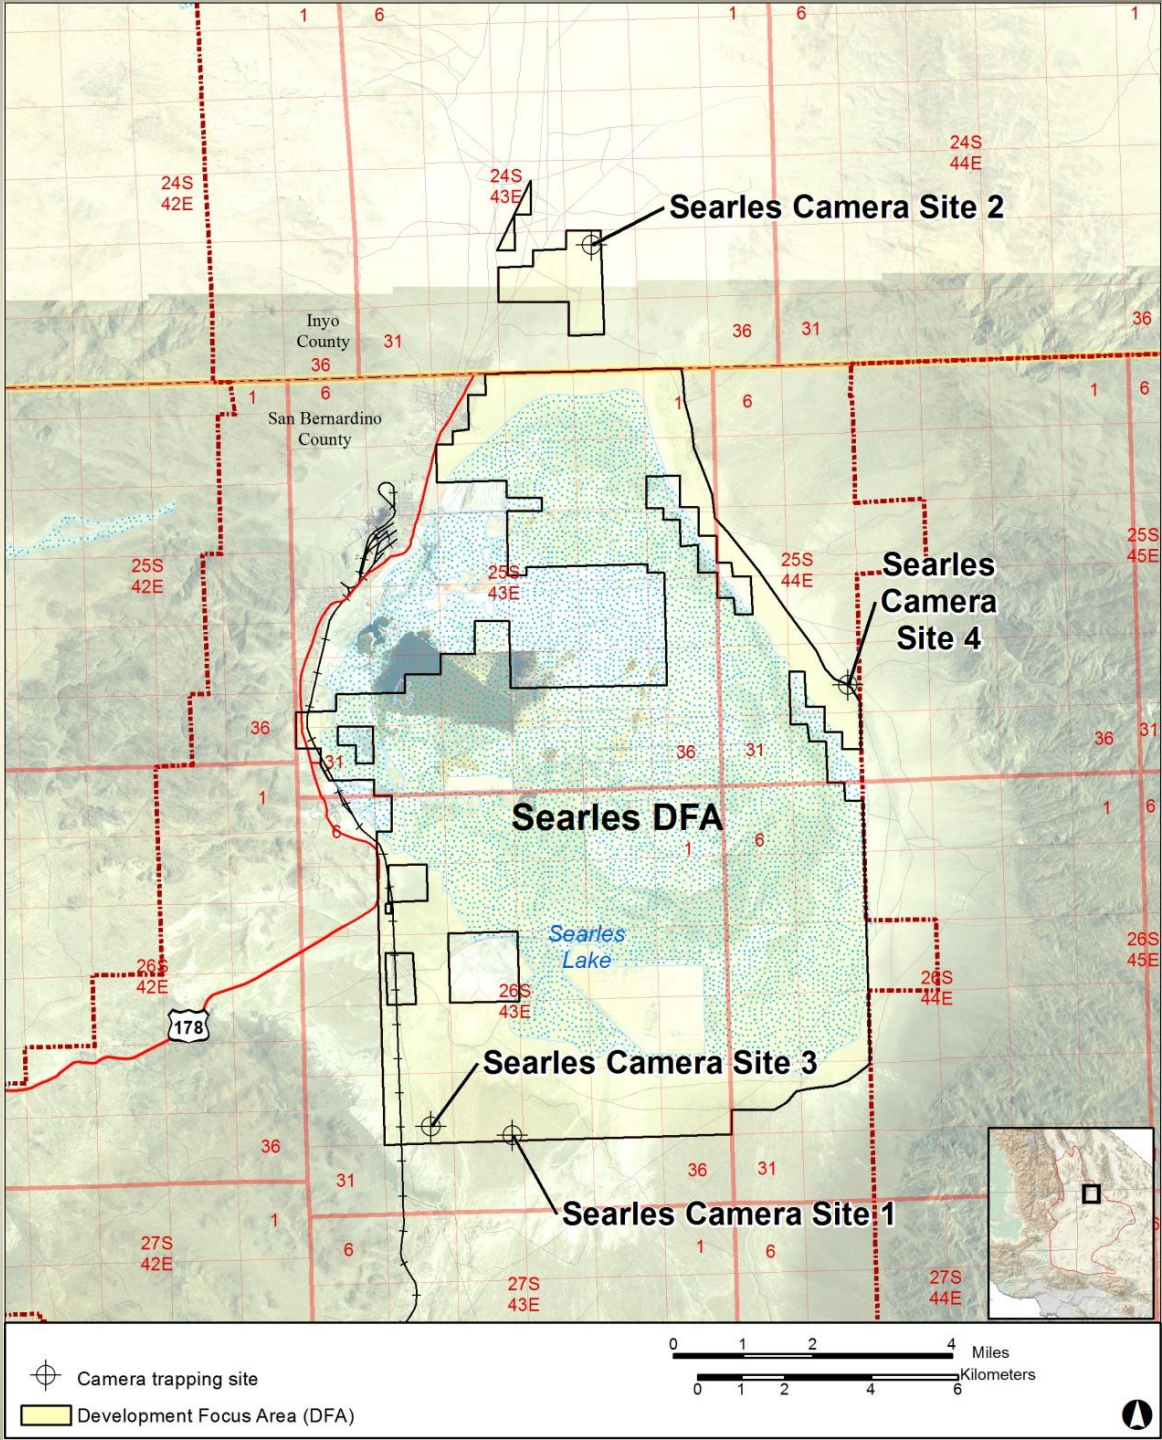 1
6
1
6
1
24S
44E
24S
42E
24S
43E
Searles Camera Site 2
Inyo
County
31
36
31
36
36
1
6
1
6
1
6
San Bernardino
County
25S
45E
25S
42E
25S
43E
25S
44E
Searles
Camera
Site 4
36
31
36
31
36
31
1
6
Searles DFA
1
6
1
6
Searles
Lake
26S
42E
26S
43E
26S
44E
26S
45E
178
Searles Camera Site 3
36
31
36
31
Searles Camera Site 1
1
6
1
6
27S
42E
27S
43E
27S
44E
6
Camera trapping site
Development Focus Area (DFA)
0 1 2 4
Miles
Kilometers
0 1 2 4 6